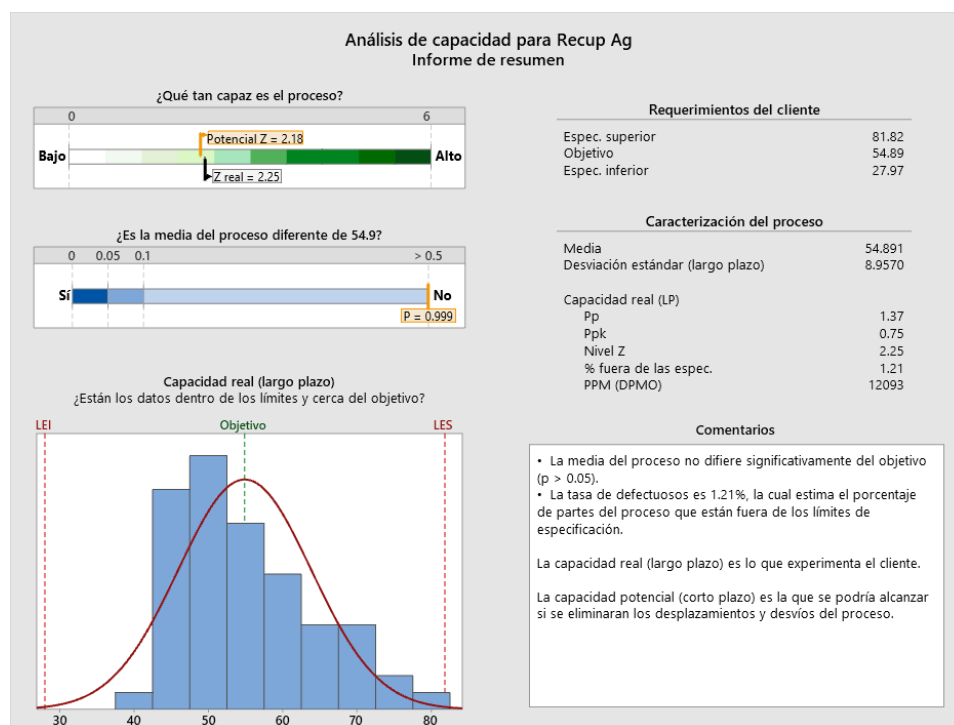 Análisis de capacidad para Recup Ag
Informe de resumen
¿Qué tan capaz es el proceso?
0 6
Potencial Z = 2.18
Bajo Alto
Z real = 2.25
¿Es la media del proceso diferente de 54.9?
0 0.05 0.1 > 0.5
Sí No
P = 0.999
Capacidad real (largo plazo)
¿Están los datos dentro de los límites y cerca del objetivo?
LEI Objetivo LES
30 40 50 60 70 80
Requerimientos del cliente
Espec. superior 81.82
Objetivo 54.89
Espec. inferior 27.97
Caracterización del proceso
Media 54.891
Desviación estándar (largo plazo) 8.9570
Capacidad real (LP)
Pp 1.37
Ppk 0.75
Nivel Z 2.25
% fuera de las espec. 1.21
PPM (DPMO) 12093
Comentarios
• La media del proceso no difiere significativamente del objetivo
(p > 0.05).
• La tasa de defectuosos es 1.21%, la cual estima el porcentaje
de partes del proceso que están fuera de los límites de
especificación.
La capacidad real (largo plazo) es lo que experimenta el cliente.
La capacidad potencial (corto plazo) es la que se podría alcanzar
si se eliminaran los desplazamientos y desvíos del proceso.